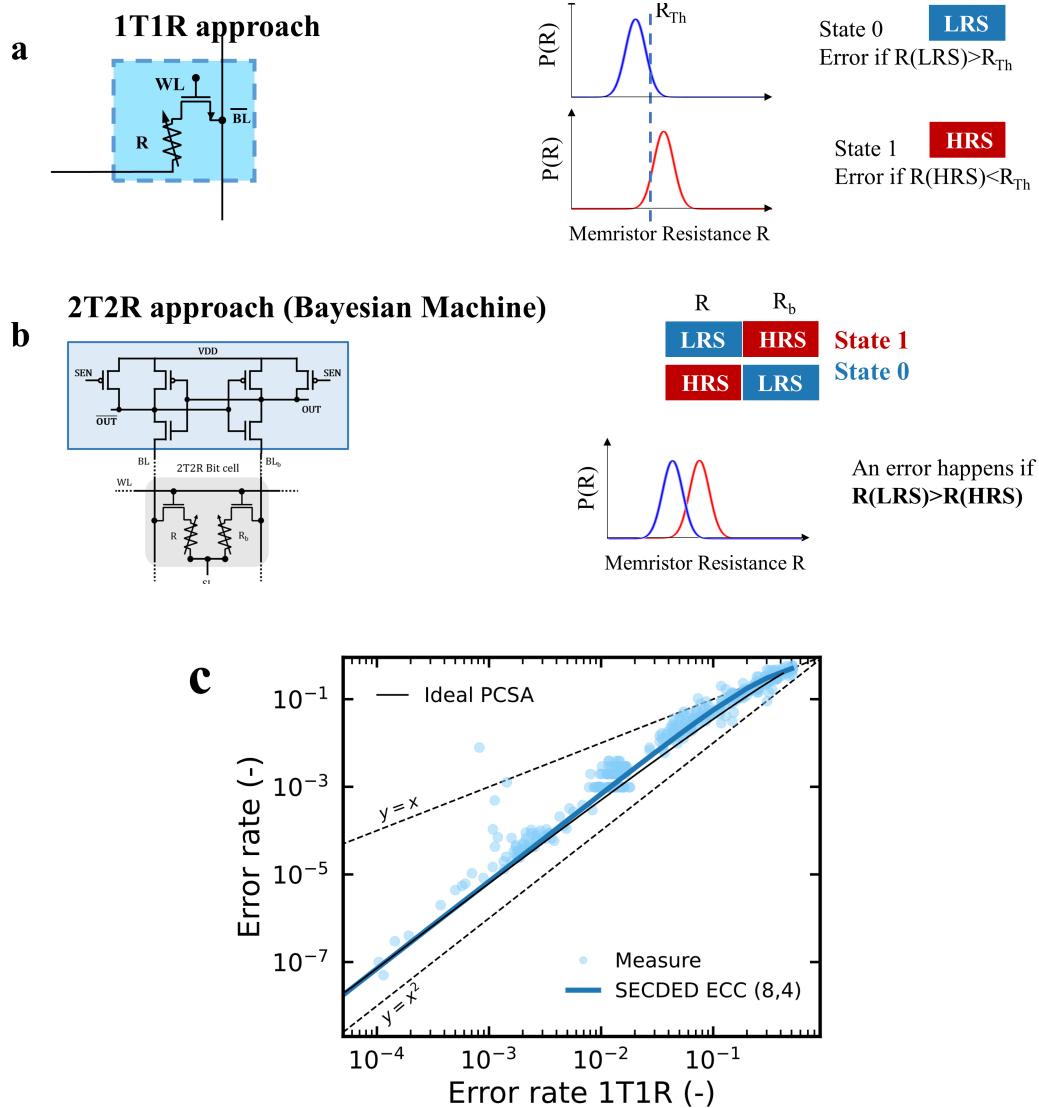 a
1T1R approach
WL
BL
R
P(R)
R_Th
P(R)
Memristor Resistance R
State 0
LRS
Error if R(LRS)>R_Th
State 1
HRS
Error if R(HRS)<R_Th
b
2T2R approach (Bayesian Machine)
VDD
SEN
SEN
OUT
OUT
BL
BL_b
2T2R Bit cell
WL
R
R_b
R
R_b
LRS
HRS
State 1
HRS
LRS
State 0
P(R)
Memristor Resistance R
An error happens if
R(LRS)>R(HRS)
c
Error rate (-)
10⁻¹
10⁻³
10⁻⁵
10⁻⁷
Ideal PCSA
y = x
y = x²
Measure
SECDED ECC (8,4)
10⁻⁴
10⁻³
10⁻²
10⁻¹
Error rate 1T1R (-)